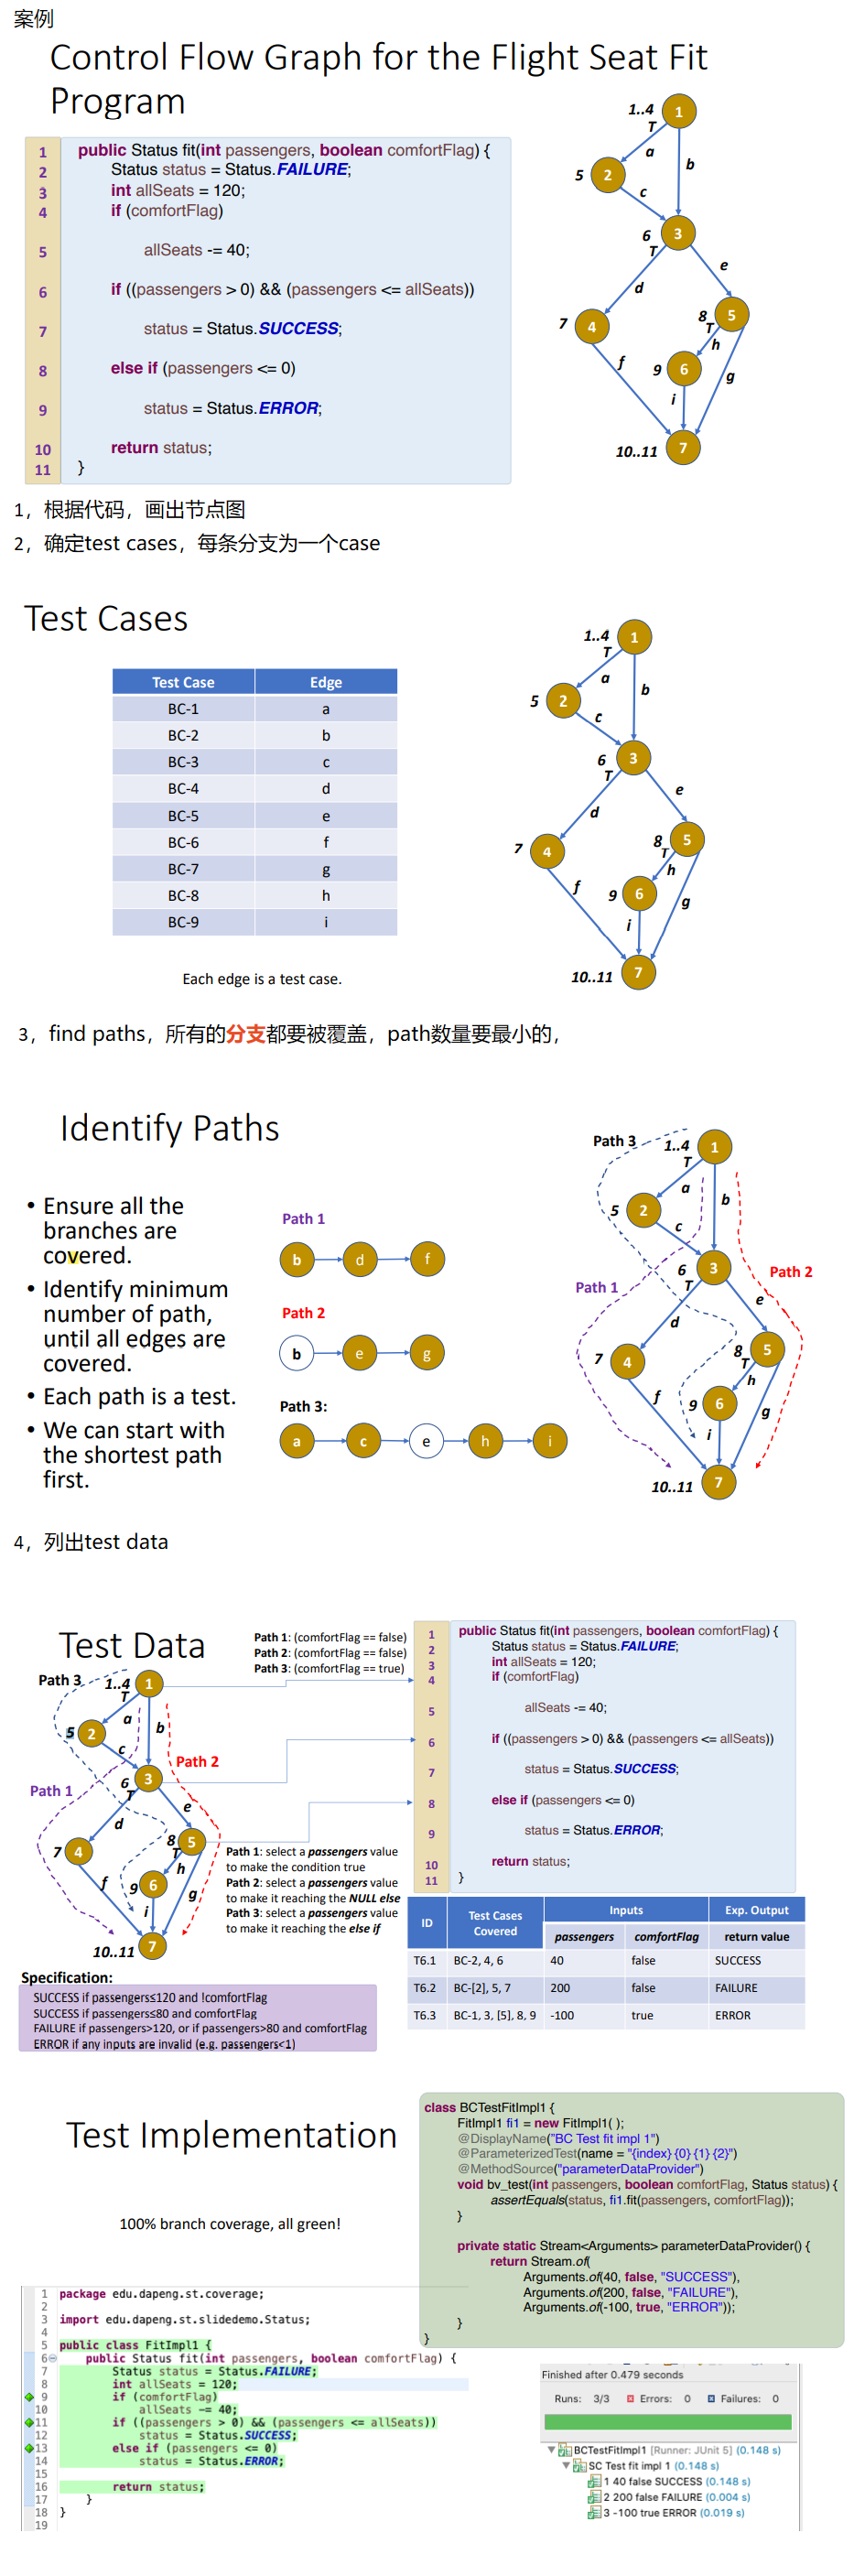 案例
Control Flow Graph for the Flight Seat Fit
Program
1 public Status fit(int passengers, boolean comfortFlag) {
2 Status status = Status.FAILURE;
3 int allSeats = 120;
4 if (comfortFlag)
5 allSeats -= 40;
6 if ((passengers > 0) && (passengers <= allSeats))
7 status = Status.SUCCESS;
8 else if (passengers <= 0)
9 status = Status.ERROR;
10 return status;
11 }
1..4 1
T
a
b
5 2
c
6 3
T
e
d
8 5
7 4
T
h
f
9 6
g
i
10..11 7
1，根据代码，画出节点图
2，确定test cases，每条分支为一个case
Test Cases
Test Case Edge
BC-1 a
BC-2 b
BC-3 c
BC-4 d
BC-5 e
BC-6 f
BC-7 g
BC-8 h
BC-9 i
Each edge is a test case.
1..4 1
T
a
b
5 2
c
6 3
T
e
d
8 5
7 4
T
h
f
9 6
g
i
10..11 7
3，find paths，所有的分支都要被覆盖，path数量要最小的，
Identify Paths
• Ensure all the
branches are
covered.
• Identify minimum
number of path,
until all edges are
covered.
• Each path is a test.
• We can start with
the shortest path
first.
Path 1
b d f
Path 2
b e g
Path 3:
a c e h i
Path 3
1..4 1
T
a
b
5 2
c
6 3
T
Path 2
Path 1
e
d
8 5
7 4
T
h
f
9 6
g
i
10..11 7
4，列出test data
Test Data
Path 1: (comfortFlag == false)
Path 2: (comfortFlag == false)
Path 3: (comfortFlag == true)
Path 3
1..4 1
T
a
b
5 2
c
Path 2
6 3
T
Path 1
e
d
8 5
7 4
T
h
f
9 6
g
i
10..11 7
Path 1: select a passengers value
to make the condition true
Path 2: select a passengers value
to make it reaching the NULL else
Path 3: select a passengers value
to make it reaching the else if
1 public Status fit(int passengers, boolean comfortFlag) {
2 Status status = Status.FAILURE;
3 int allSeats = 120;
4 if (comfortFlag)
5 allSeats -= 40;
6 if ((passengers > 0) && (passengers <= allSeats))
7 status = Status.SUCCESS;
8 else if (passengers <= 0)
9 status = Status.ERROR;
10 return status;
11 }
Specification:
SUCCESS if passengers≤120 and !comfortFlag
SUCCESS if passengers≤80 and comfortFlag
FAILURE if passengers>120, or if passengers>80 and comfortFlag
ERROR if any inputs are invalid (e.g. passengers<1)
ID Test Cases Covered Inputs Exp. Output
passengers comfortFlag return value
T6.1 BC-2, 4, 6 40 false SUCCESS
T6.2 BC-[2], 5, 7 200 false FAILURE
T6.3 BC-1, 3, [5], 8, 9 -100 true ERROR
Test Implementation
100% branch coverage, all green!
class BCTestFitImpl1 {
FitImpl1 fi1 = new FitImpl1( );
@DisplayName("BC Test fit impl 1")
@ParameterizedTest(name = "{index} {0} {1} {2}")
@MethodSource("parameterDataProvider")
void bv_test(int passengers, boolean comfortFlag, Status status) {
assertEquals(status, fi1.fit(passengers, comfortFlag));
}
private static Stream<Arguments> parameterDataProvider() {
return Stream.of(
Arguments.of(40, false, "SUCCESS"),
Arguments.of(200, false, "FAILURE"),
Arguments.of(-100, true, "ERROR"));
}
}
1 package edu.dapeng.st.coverage;
2
3 import edu.dapeng.st.slidedemo.Status;
4
5 public class FitImpl1 {
6 public Status fit(int passengers, boolean comfortFlag) {
7 Status status = Status.FAILURE;
8 int allSeats = 120;
9 if (comfortFlag)
10 allSeats -= 40;
11 if ((passengers > 0) && (passengers <= allSeats))
12 status = Status.SUCCESS;
13 else if (passengers <= 0)
14 status = Status.ERROR;
15
16 return status;
17 }
18 }
19
Finished after 0.479 seconds
Runs: 3/3 Errors: 0 Failures: 0
BCTestFitImpl1 [Runner: JUnit 5] (0.148 s)
SC Test fit impl 1 (0.148 s)
1 40 false SUCCESS (0.148 s)
2 200 false FAILURE (0.004 s)
3 -100 true ERROR (0.019 s)